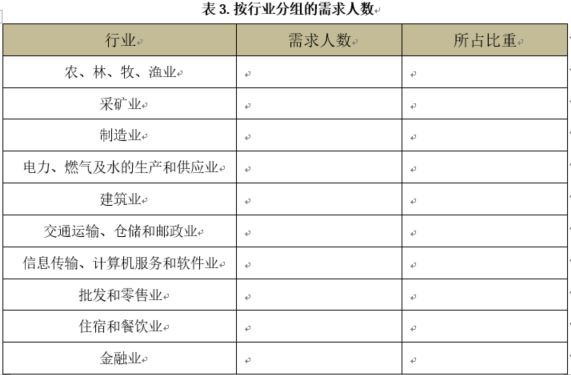 表 3. 按行业分组的需求人数
行业 需求人数 所占比重
农、林、牧、渔业
采矿业
制造业
电力、燃气及水的生产和供应业
建筑业
交通运输、仓储和邮政业
信息传输、计算机服务和软件业
批发和零售业
住宿和餐饮业
金融业